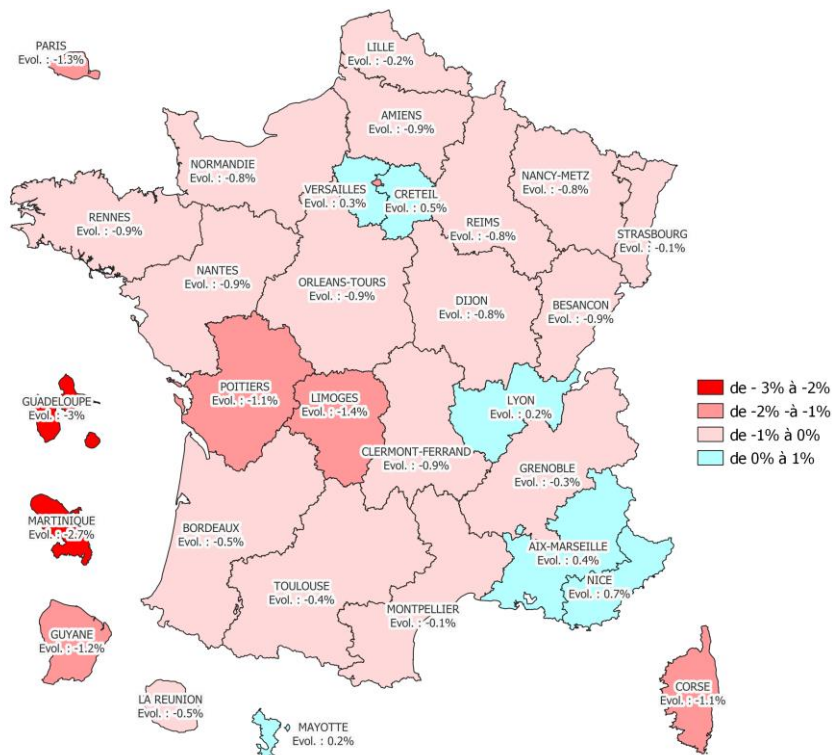 PARIS
Evol. : -1.3%
LILLE
Evol. : -0.2%
AMIENS
Evol. : -0.9%
NORMANDIE
Evol. : -0.8%
VERSAILLES
Evol. : 0.3%
CRETEIL
Evol. : 0.5%
NANCY-METZ
Evol. : -0.8%
RENNES
Evol. : -0.9%
REIMS
Evol. : -0.8%
STRASBOURG
Evol. : -0.1%
NANTES
Evol. : -0.9%
ORLEANS-TOURS
Evol. : -0.9%
DIJON
Evol. : -0.8%
BESANCON
Evol. : -0.9%
POITIERS
Evol. : -1.1%
LIMOGES
Evol. : -1.4%
LYON
Evol. : 0.2%
GUADELOUPE
Evol. : -3%
de - 3% à -2%
de -2% -à -1%
de -1% à 0%
de 0% à 1%
CLERMONT-FERRAND
Evol. : -0.9%
GRENOBLE
Evol. : -0.3%
MARTINIQUE
Evol. : -2.7%
BORDEAUX
Evol. : -0.5%
AIX-MARSEILLE
Evol. : 0.4%
NICE
Evol. : 0.7%
TOULOUSE
Evol. : -0.4%
MONTPELLIER
Evol. : -0.1%
GUYANE
Evol. : -1.2%
LA REUNION
Evol. : -0.5%
MAYOTTE
Evol. : 0.2%
CORSE
Evol. : -1.1%